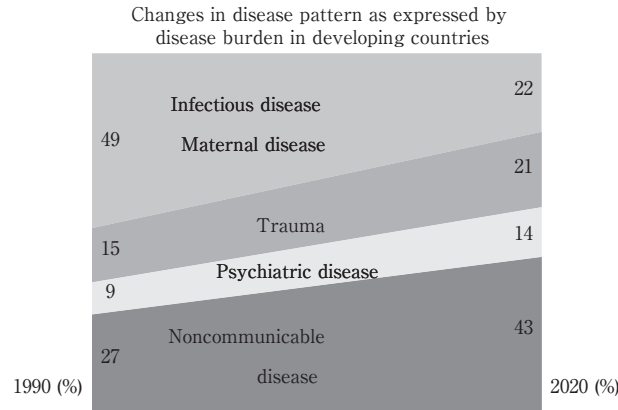 Changes in disease pattern as expressed by
disease burden in developing countries
22
Infectious disease
49
Maternal disease
21
Trauma
14
15
Psychiatric disease
9
Noncommunicable
43
27
disease
1990 (%)
2020 (%)